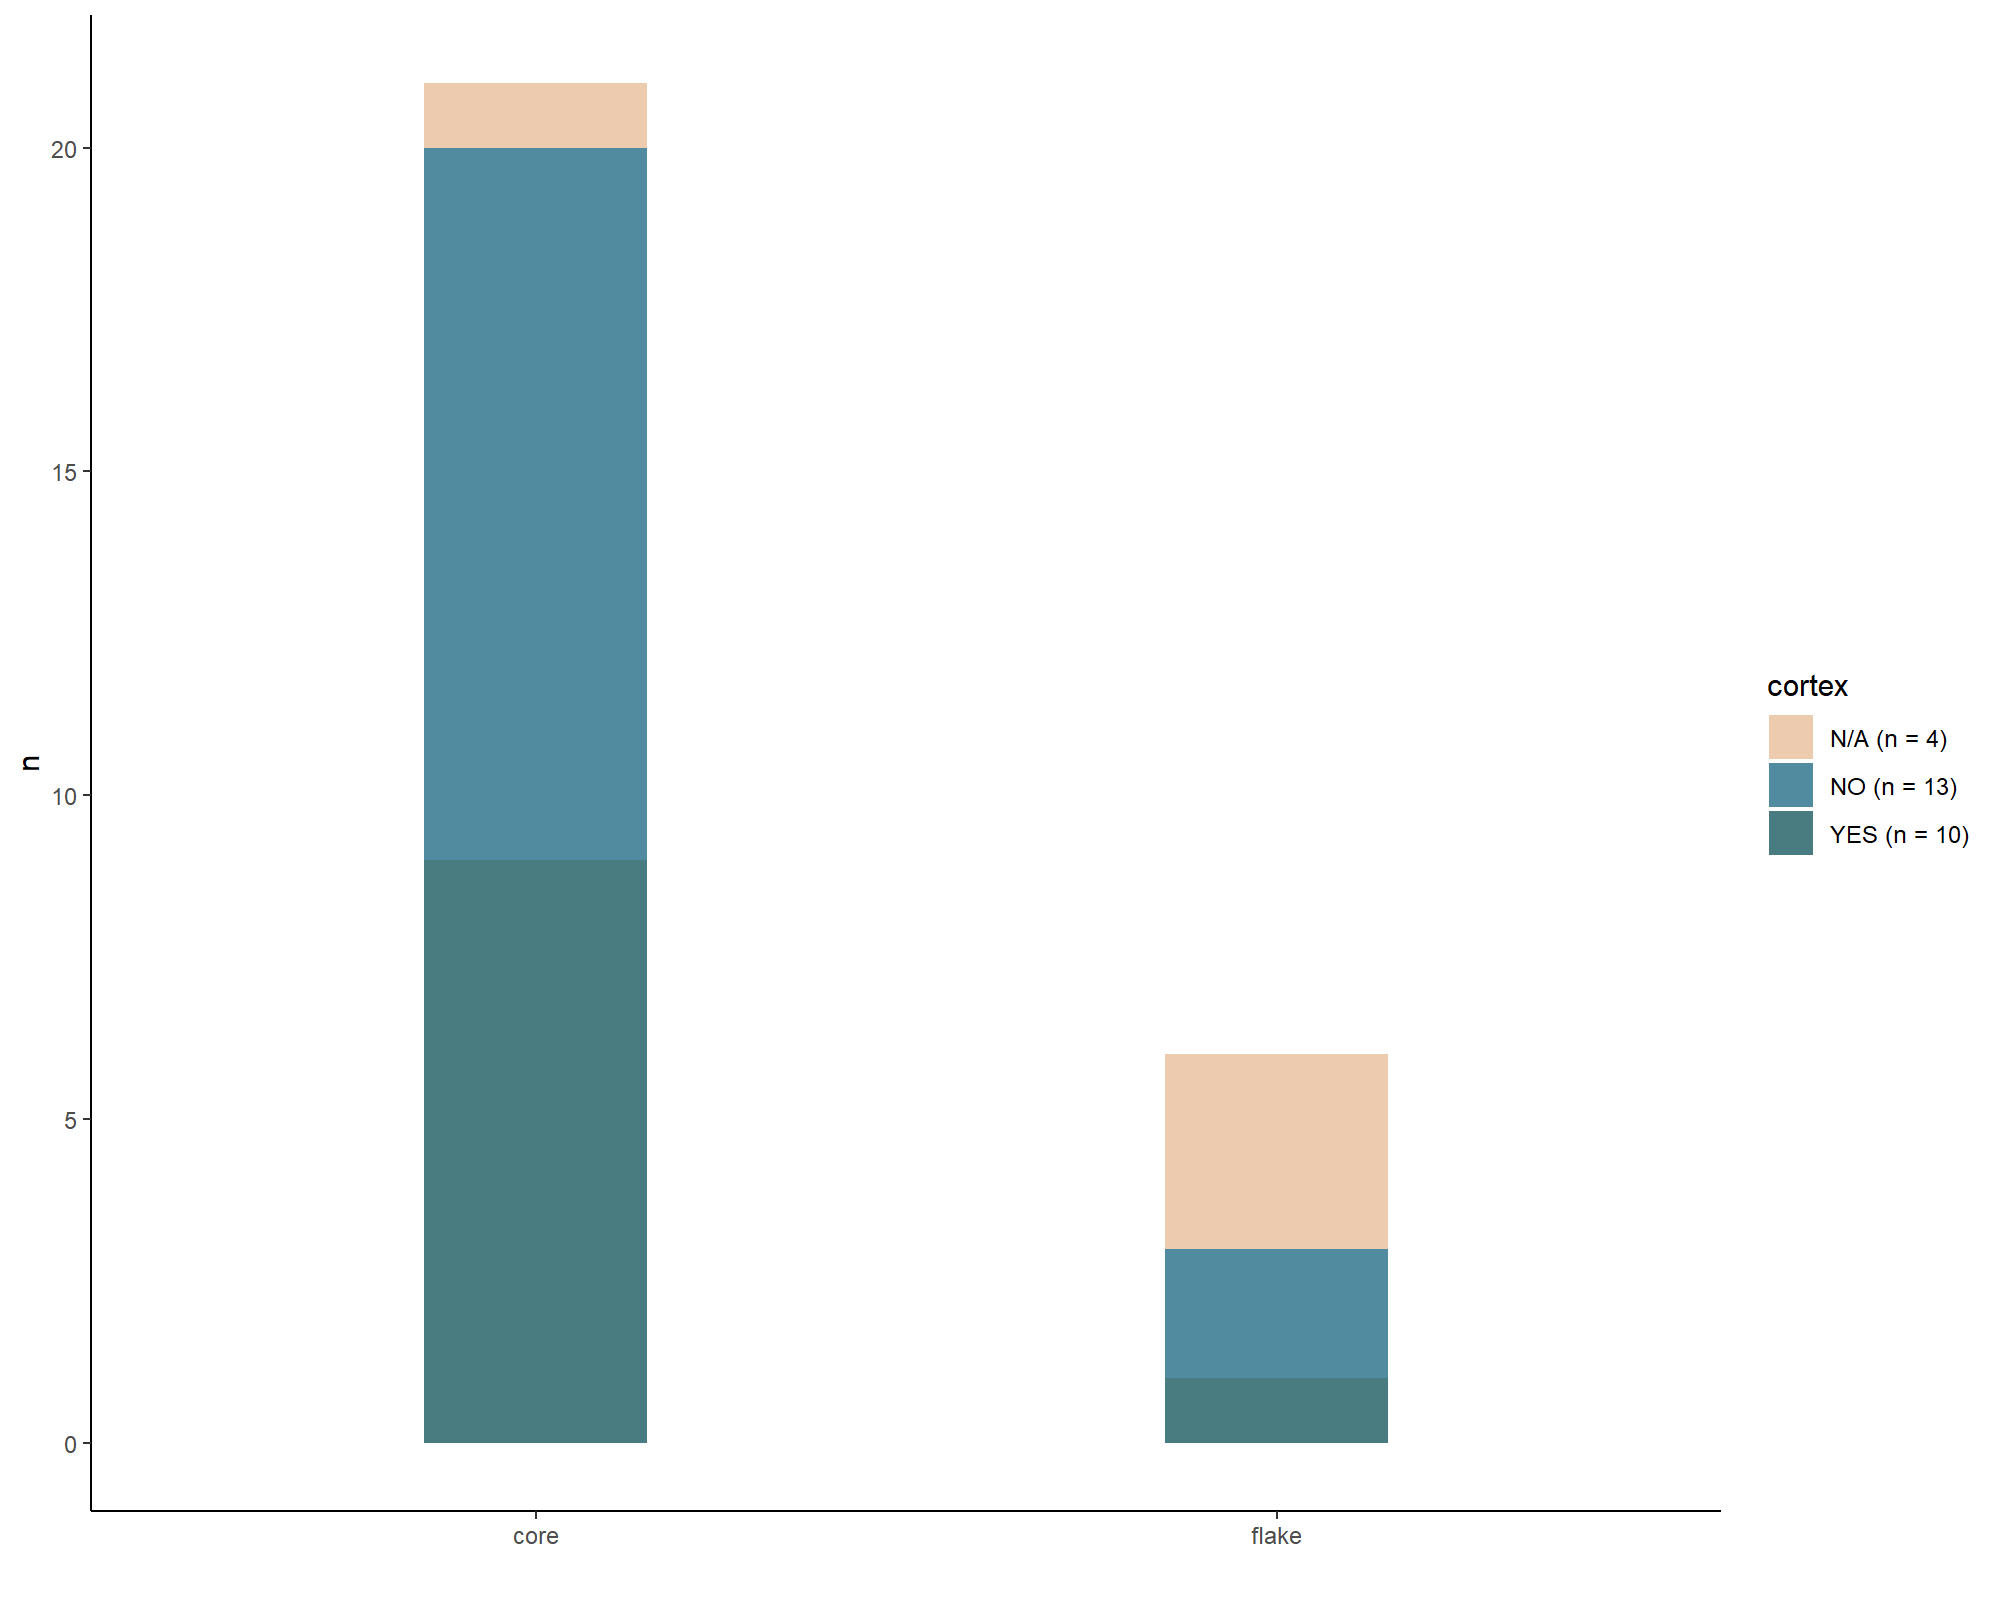 20
15
10
5
0
n
core
flake
cortex
N/A (n = 4)
NO (n = 13)
YES (n = 10)